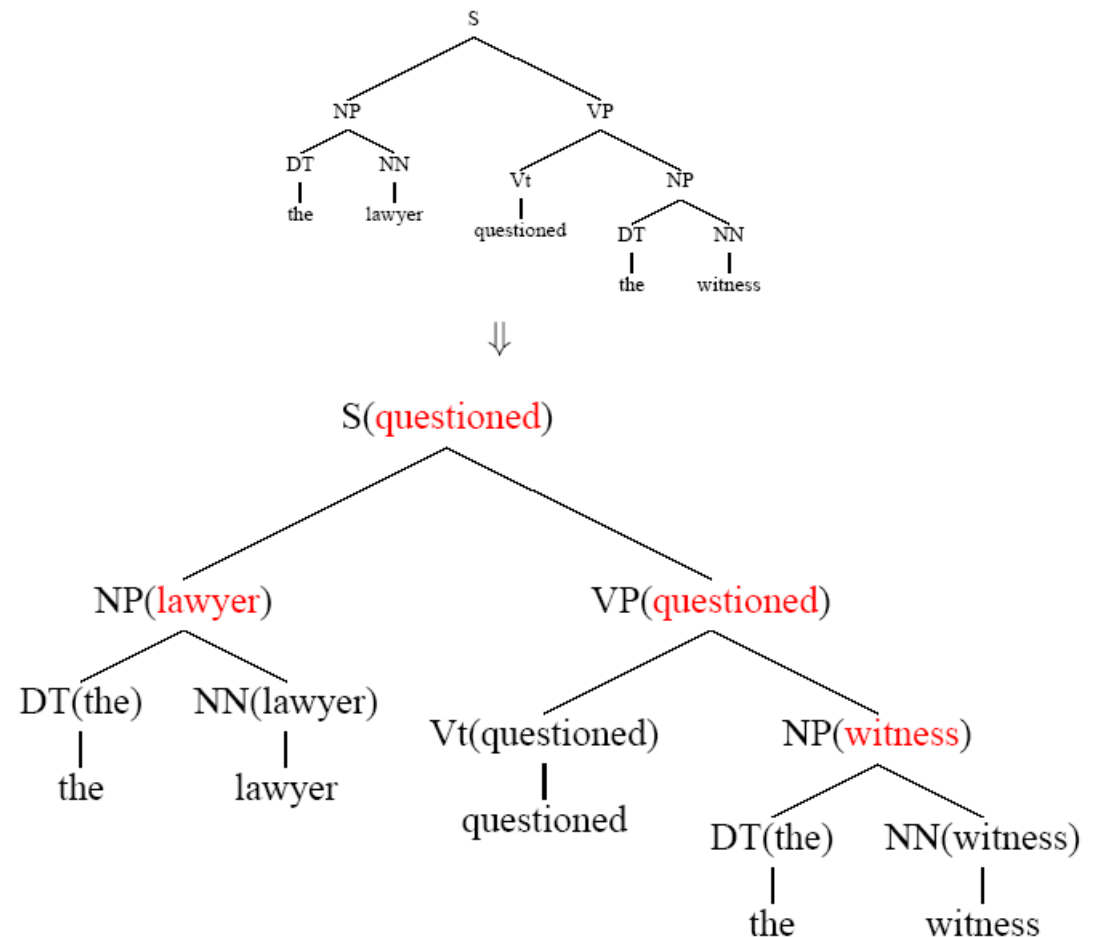 S
NP VP
DT NN
the lawyer
Vt NP
questioned
DT NN
the witness
⇓
S(questioned)
NP(lawyer) VP(questioned)
DT(the) NN(lawyer)
the lawyer
Vt(questioned) NP(witness)
questioned
DT(the) NN(witness)
the witness